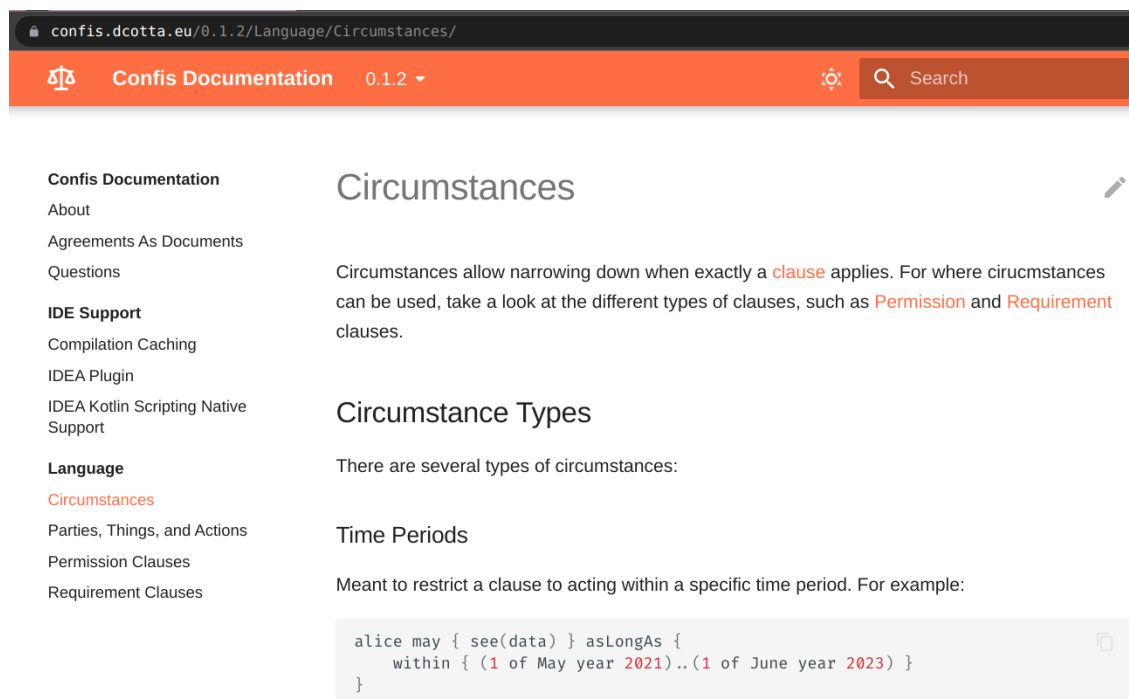 confis.dcotta.eu/0.1.2/Language/Circumstances/
Confis Documentation 0.1.2
Search
Confis Documentation
About
Agreements As Documents
Questions
IDE Support
Compilation Caching
IDEA Plugin
IDEA Kotlin Scripting Native
Support
Language
Circumstances
Parties, Things, and Actions
Permission Clauses
Requirement Clauses
Circumstances
Circumstances allow narrowing down when exactly a clause applies. For where cirucmstances
can be used, take a look at the different types of clauses, such as Permission and Requirement
clauses.
Circumstance Types
There are several types of circumstances:
Time Periods
Meant to restrict a clause to acting within a specific time period. For example:
alice may { see(data) } asLongAs {
    within { (1 of May year 2021)..(1 of June year 2023) }
}